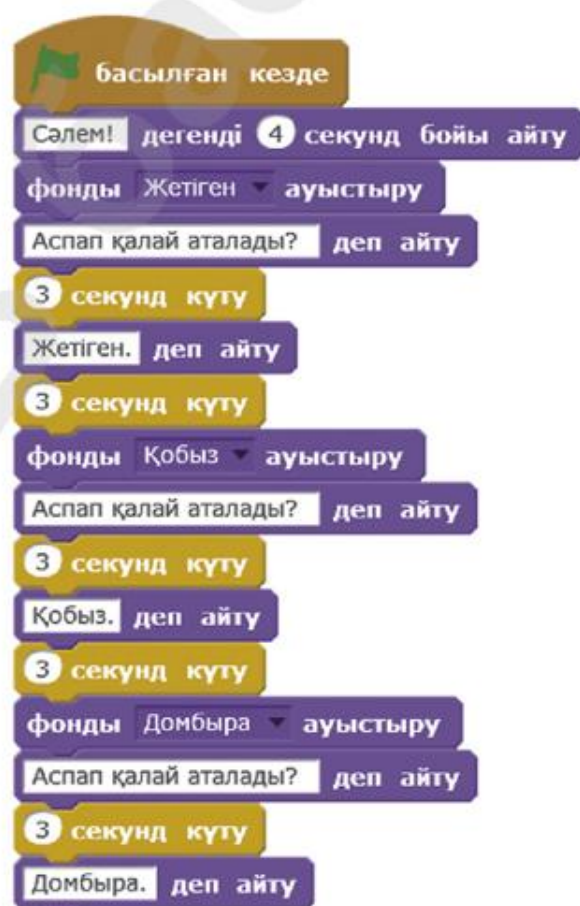 басылған кезде
Сәлем! дегенді 4 секунд бойы айту
фонды Жетіген ауыстыру
Аспап қалай аталады? деп айту
3 секунд күту
Жетіген. деп айту
3 секунд күту
фонды Қобыз ауыстыру
Аспап қалай аталады? деп айту
3 секунд күту
Қобыз. деп айту
3 секунд күту
фонды Домбыра ауыстыру
Аспап қалай аталады? деп айту
3 секунд күту
Домбыра. деп айту